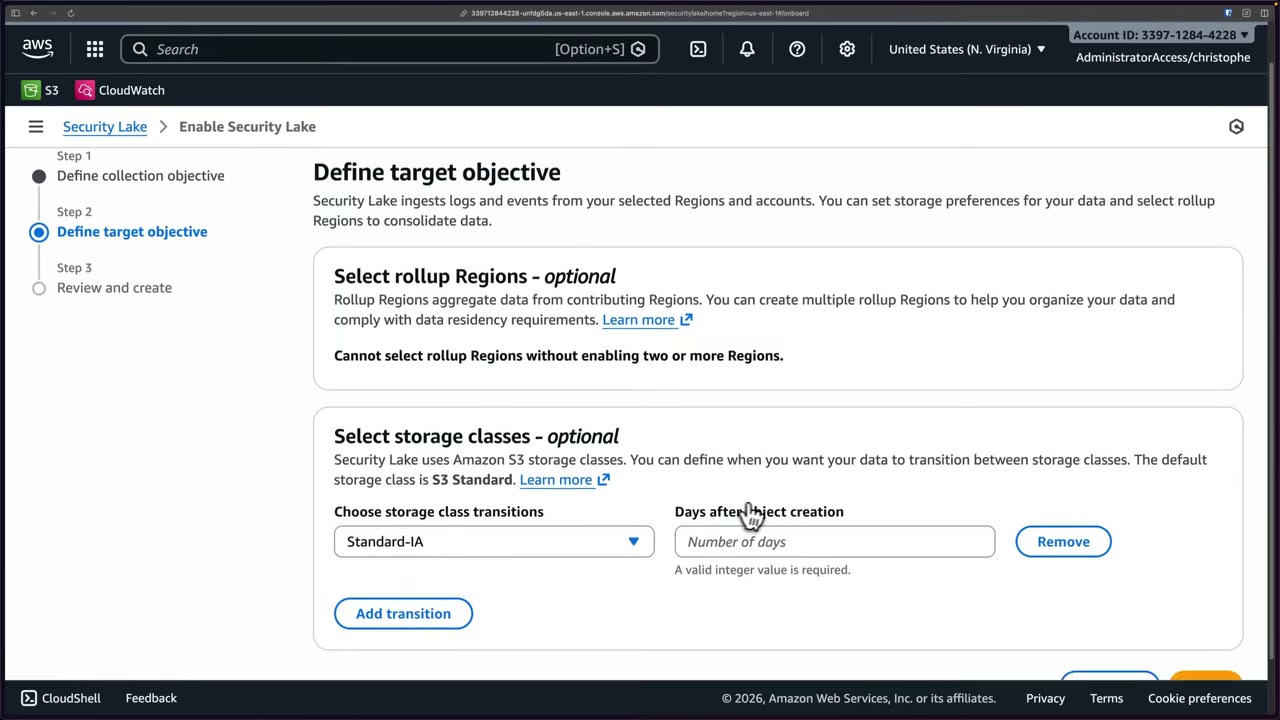 339712844228-unfdg5da.us-east-1.console.aws.amazon.com/securitylake/home?region=us-east-1#/onboard
aws
Search
[Option+S]
United States (N. Virginia)
Account ID: 3397-1284-4228
AdministratorAccess/christophe
S3
CloudWatch
Security Lake
Enable Security Lake
Step 1
Define collection objective
Step 2
Define target objective
Step 3
Review and create
Define target objective
Security Lake ingests logs and events from your selected Regions and accounts. You can set storage preferences for your data and select rollup
Regions to consolidate data.
Select rollup Regions - optional
Rollup Regions aggregate data from contributing Regions. You can create multiple rollup Regions to help you organize your data and
comply with data residency requirements. Learn more
Cannot select rollup Regions without enabling two or more Regions.
Select storage classes - optional
Security Lake uses Amazon S3 storage classes. You can define when you want your data to transition between storage classes. The default
storage class is S3 Standard. Learn more
Choose storage class transitions
Days after object creation
Standard-IA
Number of days
Remove
A valid integer value is required.
Add transition
CloudShell
Feedback
© 2026, Amazon Web Services, Inc. or its affiliates.
Privacy
Terms
Cookie preferences